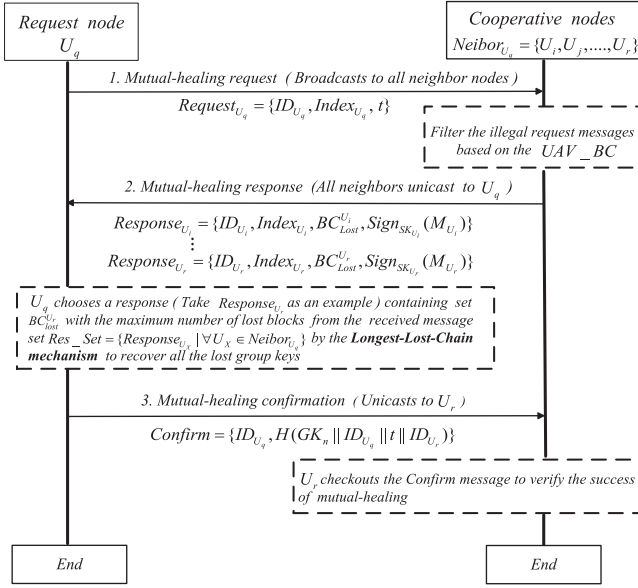 Request node
U_q
Cooperative nodes
Neibor_{U_q} = {U_i, U_j, ...., U_r}
1. Mutual-healing request ( Broadcasts to all neighbor nodes )
Request_{U_q} = {ID_{U_q}, Index_{U_q}, t}
Filter the illegal request messages
based on the UAV_BC
2. Mutual-healing response (All neighbors unicast to U_q )
Response_{U_i} = {ID_{U_i}, Index_{U_i}, BC_{Lost}^{U_i}, Sign_{SK_{U_i}}(M_{U_i})}
⋮
Response_{U_r} = {ID_{U_r}, Index_{U_r}, BC_{Lost}^{U_r}, Sign_{SK_{U_r}}(M_{U_r})}
U_q chooses a response ( Take Response_{U_r} as an example ) containing set
BC_{lost}^{U_r} with the maximum number of lost blocks from the received message
set Res_Set = {Response_{U_X} | ∀U_X ∈ Neibor_{U_q}} by the Longest-Lost-Chain
mechanism to recover all the lost group keys
3. Mutual-healing confirmation ( Unicasts to U_r )
Confirm = {ID_{U_q}, H(GK_n || ID_{U_q} || t || ID_{U_r})}
U_r checkouts the Confirm message to verify the success
of mutual-healing
End
End